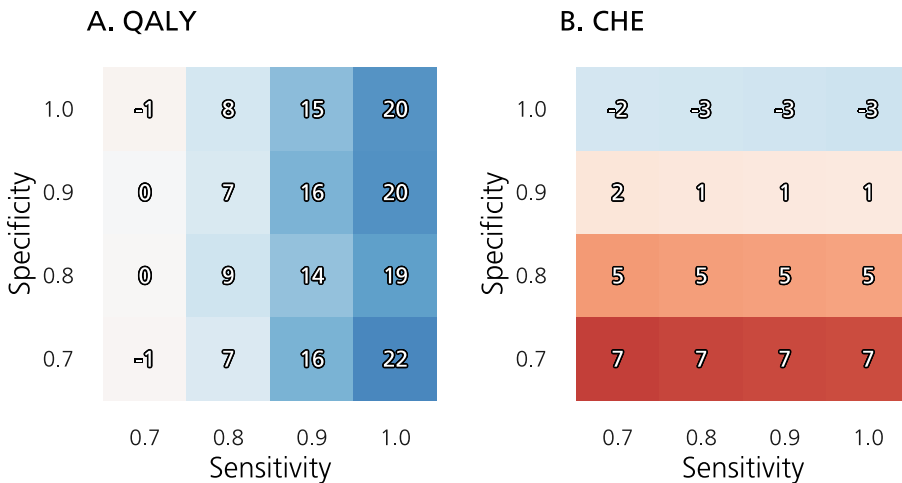 A. QALY
B. CHE
1.0 -1 8 15 20
0.9 0 7 16 20
0.8 0 9 14 19
0.7 -1 7 16 22
0.7 0.8 0.9 1.0
Specificity
Sensitivity
1.0 -2 -3 -3 -3
0.9 2 1 1 1
0.8 5 5 5 5
0.7 7 7 7 7
0.7 0.8 0.9 1.0
Specificity
Sensitivity